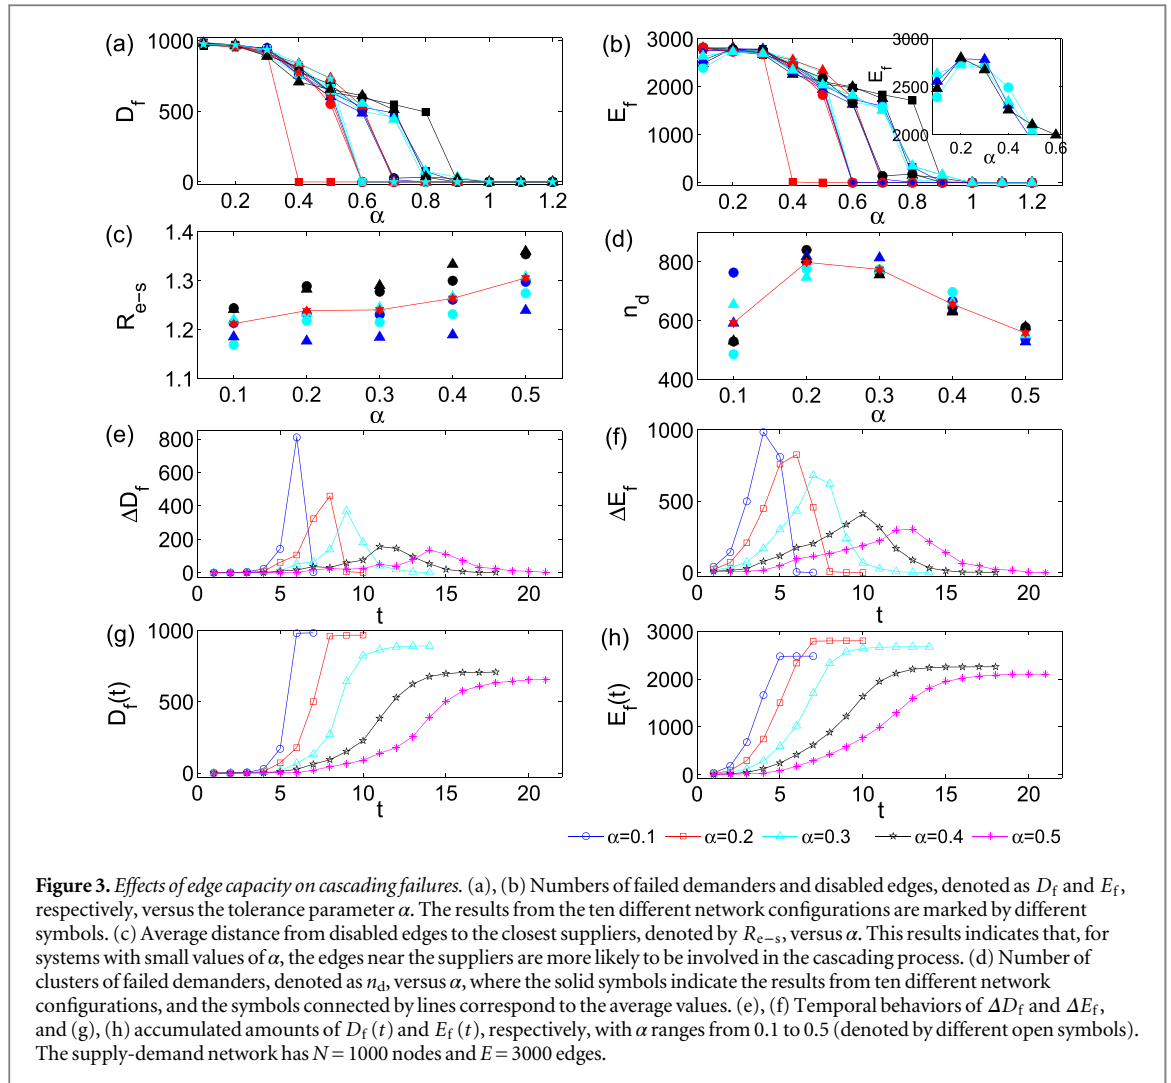 (a)
1000
500
0
D_f
0.2 0.4 0.6 0.8 1 1.2
α
(b)
3000
2000
1000
0
E_f
0.2 0.4 0.6 0.8 1 1.2
α
3000
2500
2000
E_f
0.2 0.4 0.6
α
(c)
1.4
1.3
1.2
1.1
R_e−s
0.1 0.2 0.3 0.4 0.5
α
(d)
800
600
400
n_d
0.1 0.2 0.3 0.4 0.5
α
(e)
800
600
400
200
0
ΔD_f
0 5 10 15 20
t
(f)
1000
500
0
ΔE_f
0 5 10 15 20
t
(g)
1000
500
0
D_f(t)
0 5 10 15 20
t
(h)
3000
2000
1000
0
E_f(t)
0 5 10 15 20
t
α=0.1 α=0.2 α=0.3 α=0.4 α=0.5
Figure 3. Effects of edge capacity on cascading failures. (a), (b) Numbers of failed demanders and disabled edges, denoted as D_f and E_f,
respectively, versus the tolerance parameter α. The results from the ten different network configurations are marked by different
symbols. (c) Average distance from disabled edges to the closest suppliers, denoted by R_e−s, versus α. This results indicates that, for
systems with small values of α, the edges near the suppliers are more likely to be involved in the cascading process. (d) Number of
clusters of failed demanders, denoted as n_d, versus α, where the solid symbols indicate the results from ten different network
configurations, and the symbols connected by lines correspond to the average values. (e), (f) Temporal behaviors of ΔD_f and ΔE_f,
and (g), (h) accumulated amounts of D_f (t) and E_f (t), respectively, with α ranges from 0.1 to 0.5 (denoted by different open symbols).
The supply-demand network has N = 1000 nodes and E = 3000 edges.